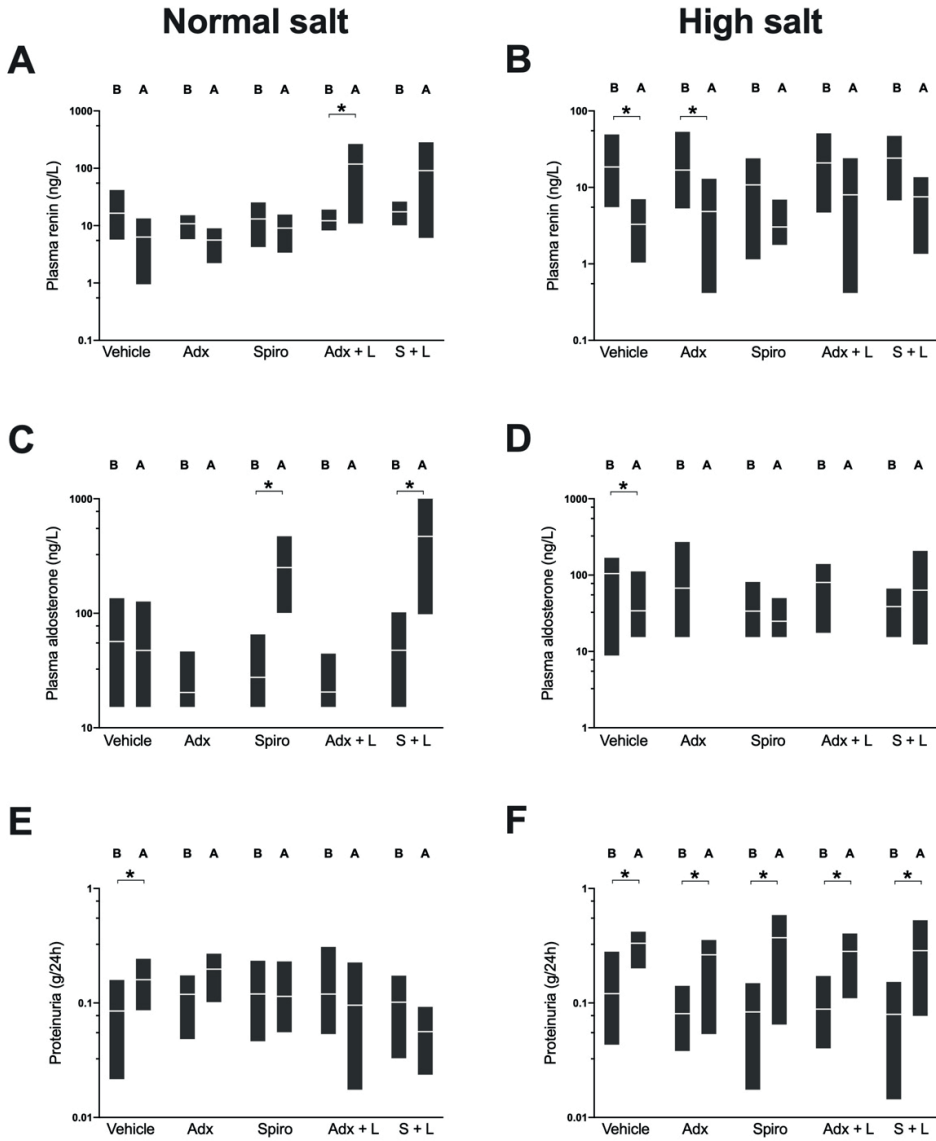 Normal salt
High salt
A
B
B A B A B A B A B A
B A B A B A B A B A
* 
* *
Plasma renin (ng/L)
1000
100
10
1
0.1
Plasma renin (ng/L)
100
10
1
0.1
Vehicle Adx Spiro Adx + L S + L
Vehicle Adx Spiro Adx + L S + L
C
D
B A B A B A B A B A
B A B A B A B A B A
* *
*
Plasma aldosterone (ng/L)
1000
100
10
Plasma aldosterone (ng/L)
1000
100
10
1
Vehicle Adx Spiro Adx + L S + L
Vehicle Adx Spiro Adx + L S + L
E
F
B A B A B A B A B A
B A B A B A B A B A
*
* * * * *
Proteinuria (g/24h)
1
0.1
0.01
Proteinuria (g/24h)
1
0.1
0.01
Vehicle Adx Spiro Adx + L S + L
Vehicle Adx Spiro Adx + L S + L